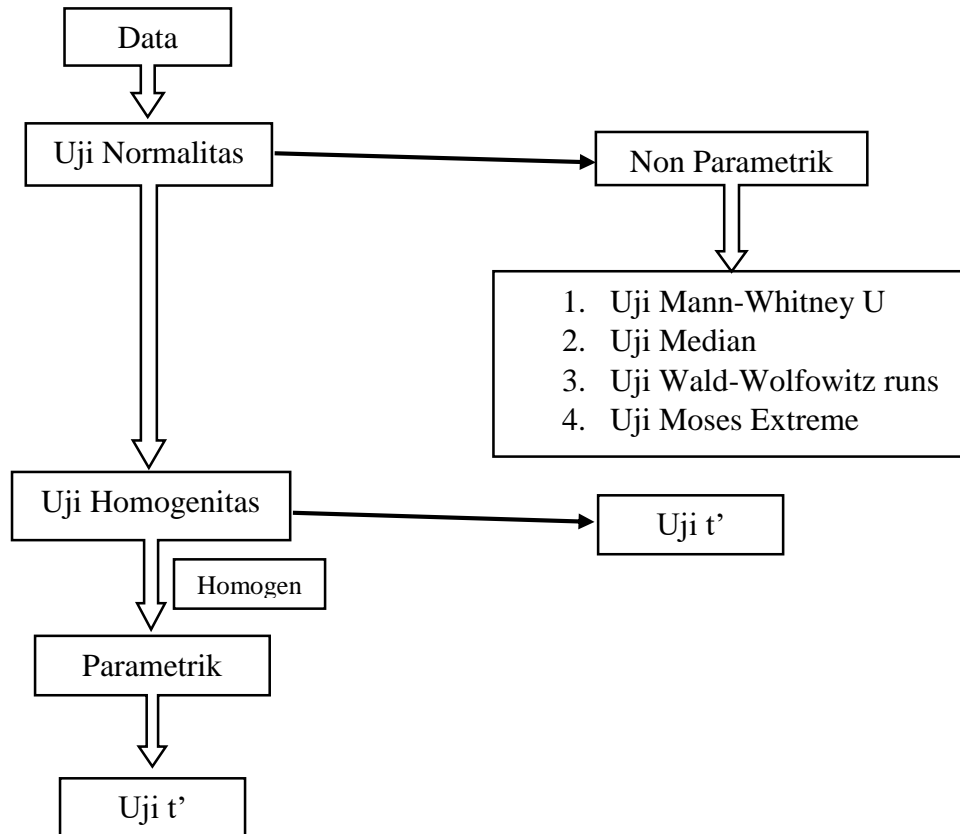 Data
Uji Normalitas
Non Parametrik
1. Uji Mann-Whitney U
2. Uji Median
3. Uji Wald-Wolfowitz runs
4. Uji Moses Extreme
Uji Homogenitas
Uji t’
Homogen
Parametrik
Uji t’